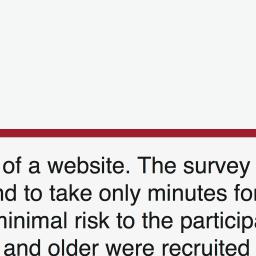 of a website. The survey
nd to take only minutes for
minimal risk to the participa
and older were recruited